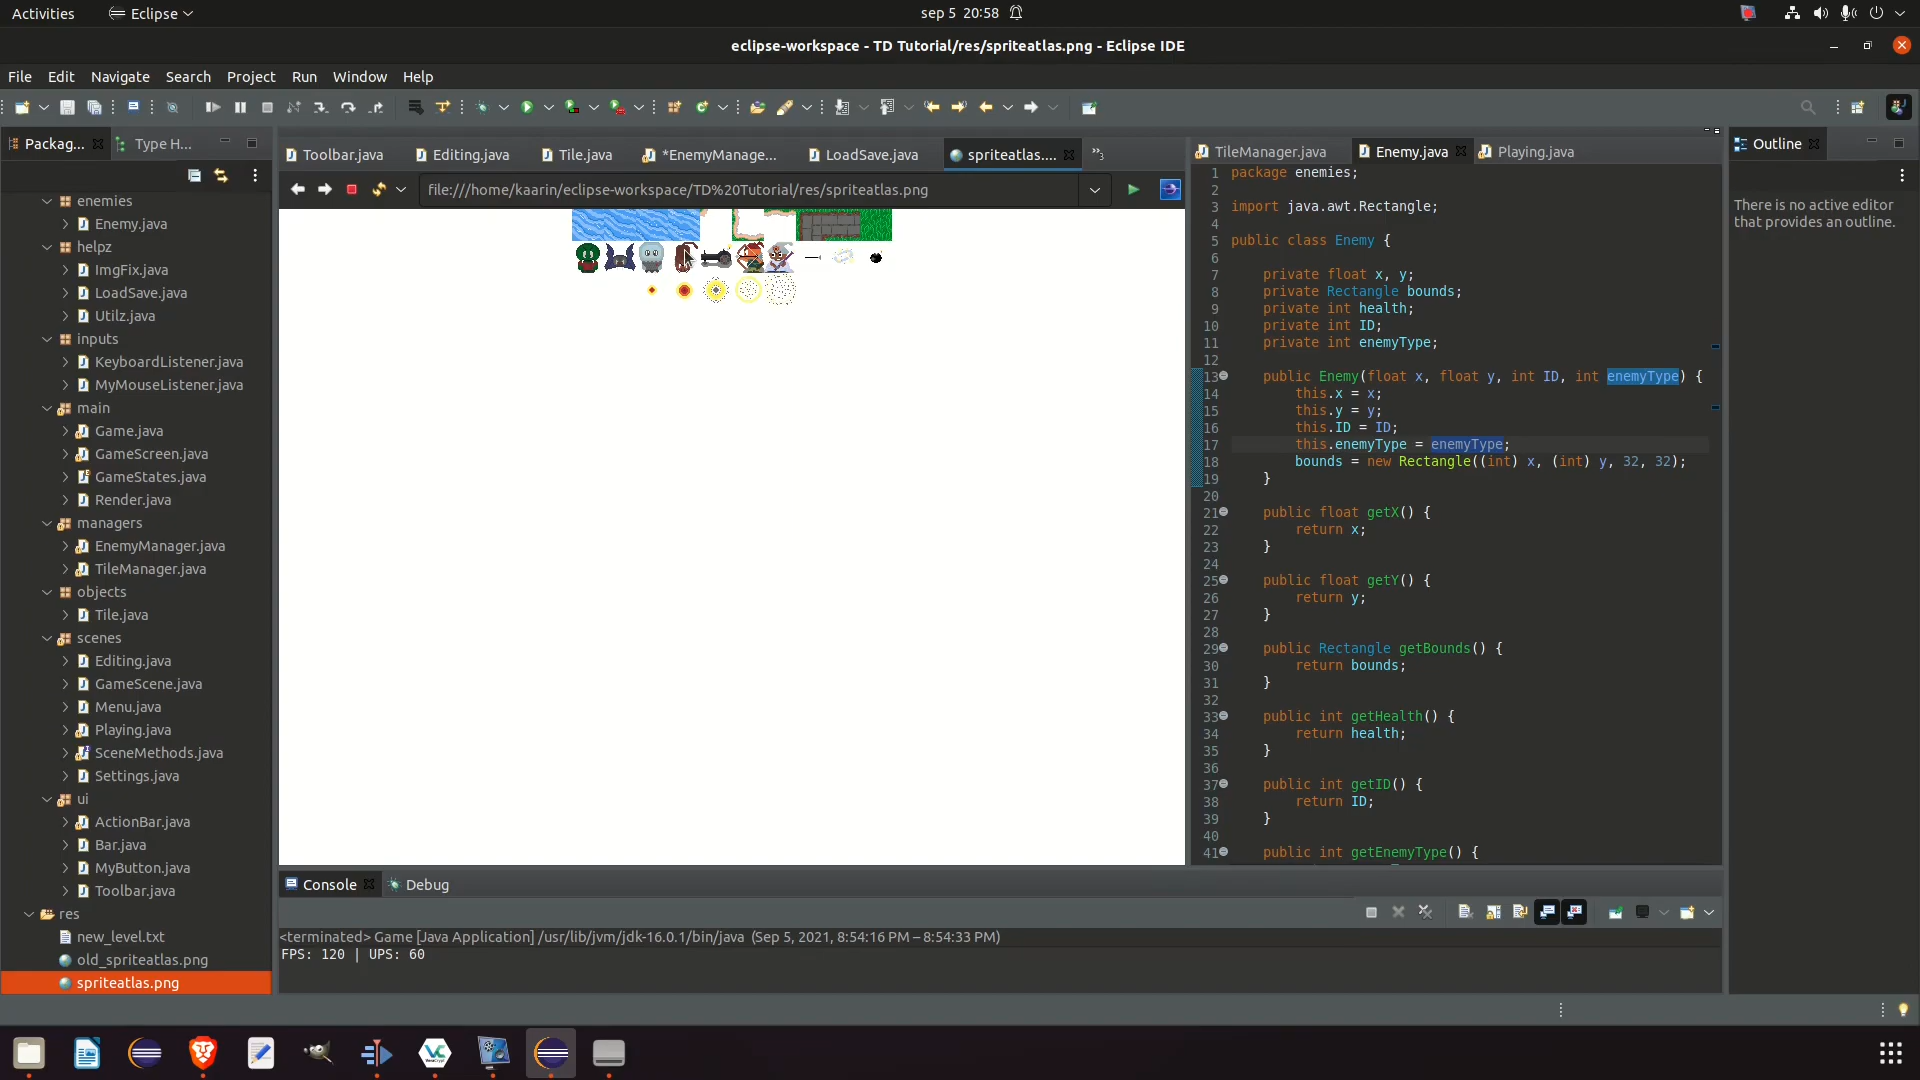 Activities
Eclipse
sep 5 20:58
eclipse-workspace - TD Tutorial/res/spriteatlas.png - Eclipse IDE
File Edit Navigate Search Project Run Window Help
Packag...
Type H...
enemies
Enemy.java
helpz
ImgFix.java
LoadSave.java
Utilz.java
inputs
KeyboardListener.java
MyMouseListener.java
main
Game.java
GameScreen.java
GameStates.java
Render.java
managers
EnemyManager.java
TileManager.java
objects
Tile.java
scenes
Editing.java
GameScene.java
Menu.java
Playing.java
SceneMethods.java
Settings.java
ui
ActionBar.java
Bar.java
MyButton.java
Toolbar.java
res
new_level.txt
old_spriteatlas.png
spriteatlas.png
Toolbar.java
Editing.java
Tile.java
*EnemyManage...
LoadSave.java
spriteatlas....
»3
file:///home/kaarin/eclipse-workspace/TD%20Tutorial/res/spriteatlas.png
TileManager.java
Enemy.java
Playing.java
1 package enemies;
2
3 import java.awt.Rectangle;
4
5 public class Enemy {
6
7 private float x, y;
8 private Rectangle bounds;
9 private int health;
10 private int ID;
11 private int enemyType;
12
13 public Enemy(float x, float y, int ID, int enemyType) {
14 this.x = x;
15 this.y = y;
16 this.ID = ID;
17 this.enemyType = enemyType;
18 bounds = new Rectangle((int) x, (int) y, 32, 32);
19 }
20
21 public float getX() {
22 return x;
23 }
24
25 public float getY() {
26 return y;
27 }
28
29 public Rectangle getBounds() {
30 return bounds;
31 }
32
33 public int getHealth() {
34 return health;
35 }
36
37 public int getID() {
38 return ID;
39 }
40
41 public int getEnemyType() {
Outline
There is no active editor
that provides an outline.
Console
Debug
<terminated> Game [Java Application] /usr/lib/jvm/jdk-16.0.1/bin/java (Sep 5, 2021, 8:54:16 PM – 8:54:33 PM)
FPS: 120 | UPS: 60